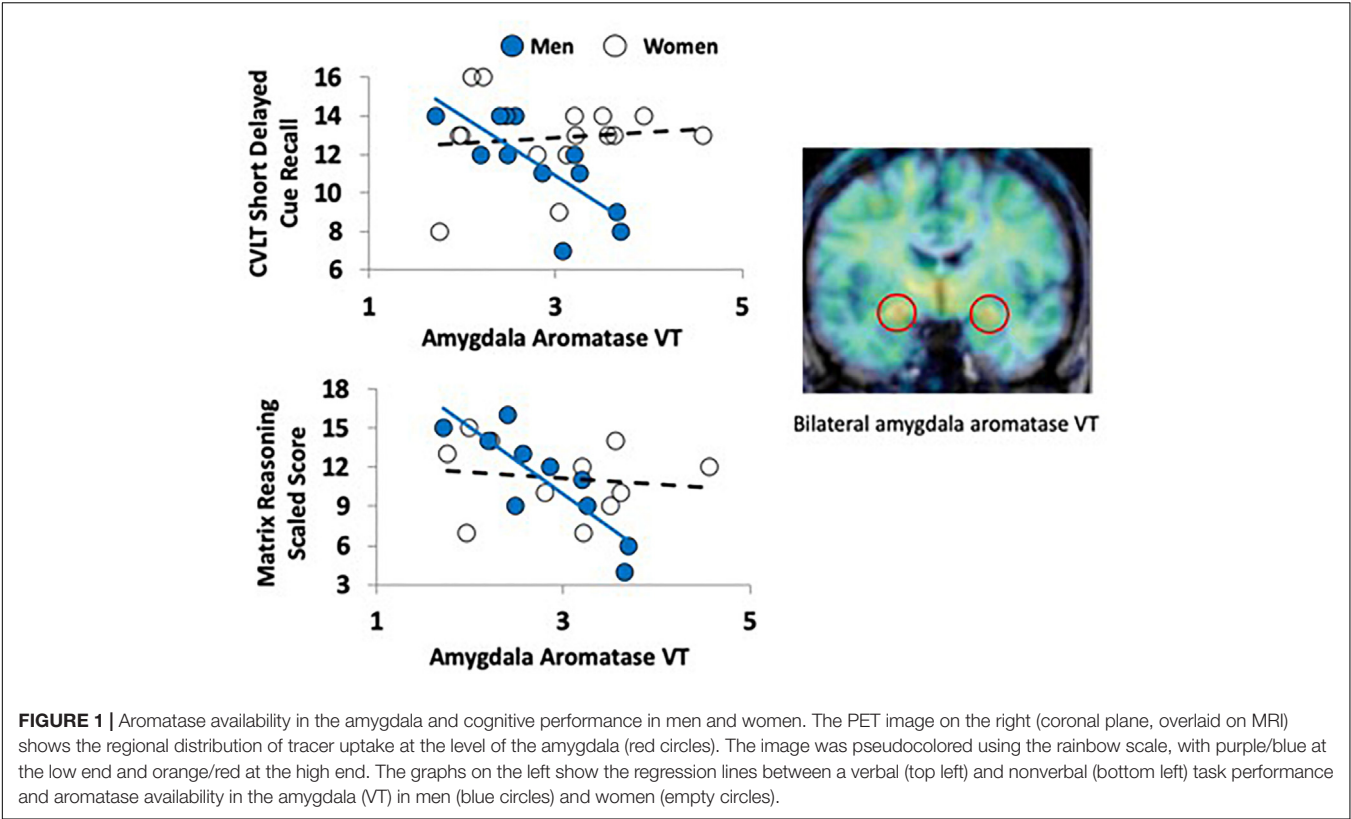 Men Women
CVLT Short Delayed
Cue Recall
16
14
12
10
8
6
1 3 5
Amygdala Aromatase VT
Matrix Reasoning
Scaled Score
18
15
12
9
6
3
1 3 5
Amygdala Aromatase VT
Bilateral amygdala aromatase VT
FIGURE 1 | Aromatase availability in the amygdala and cognitive performance in men and women. The PET image on the right (coronal plane, overlaid on MRI)
shows the regional distribution of tracer uptake at the level of the amygdala (red circles). The image was pseudocolored using the rainbow scale, with purple/blue at
the low end and orange/red at the high end. The graphs on the left show the regression lines between a verbal (top left) and nonverbal (bottom left) task performance
and aromatase availability in the amygdala (VT) in men (blue circles) and women (empty circles).